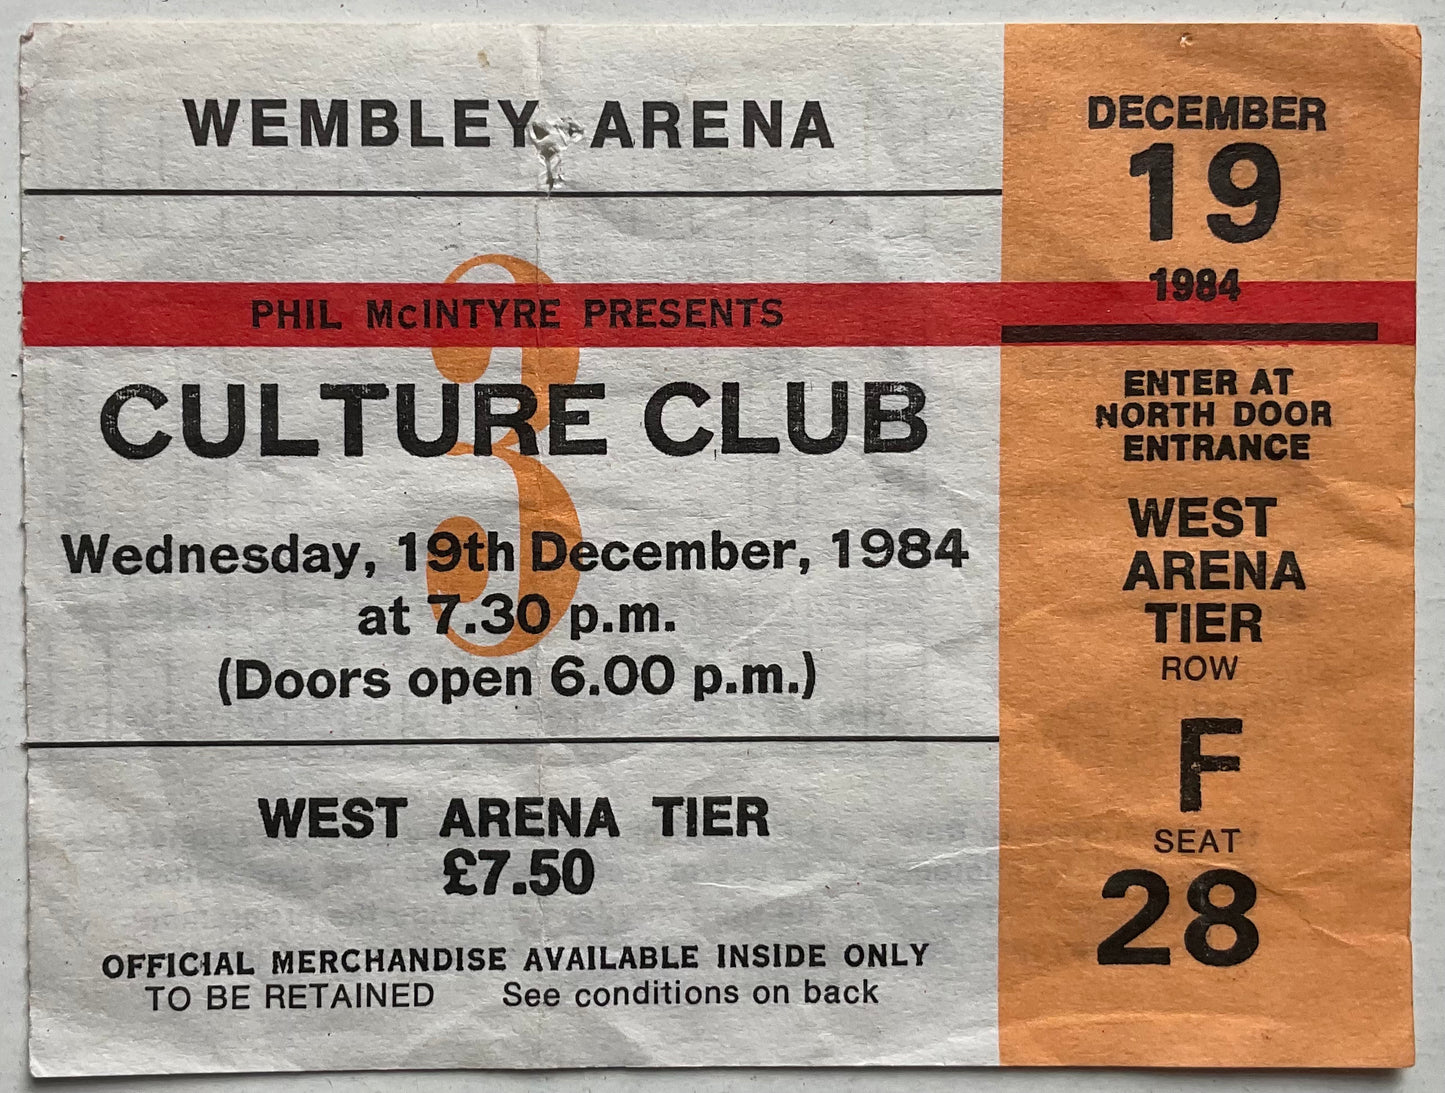 WEMBLEY ARENA
PHIL McINTYRE PRESENTS
3
CULTURE CLUB
Wednesday, 19th December, 1984
at 7.30 p.m.
(Doors open 6.00 p.m.)
WEST ARENA TIER
£7.50
OFFICIAL MERCHANDISE AVAILABLE INSIDE ONLY
TO BE RETAINED See conditions on back
DECEMBER
19
1984
ENTER AT
NORTH DOOR
ENTRANCE
WEST
ARENA
TIER
ROW
F
SEAT
28